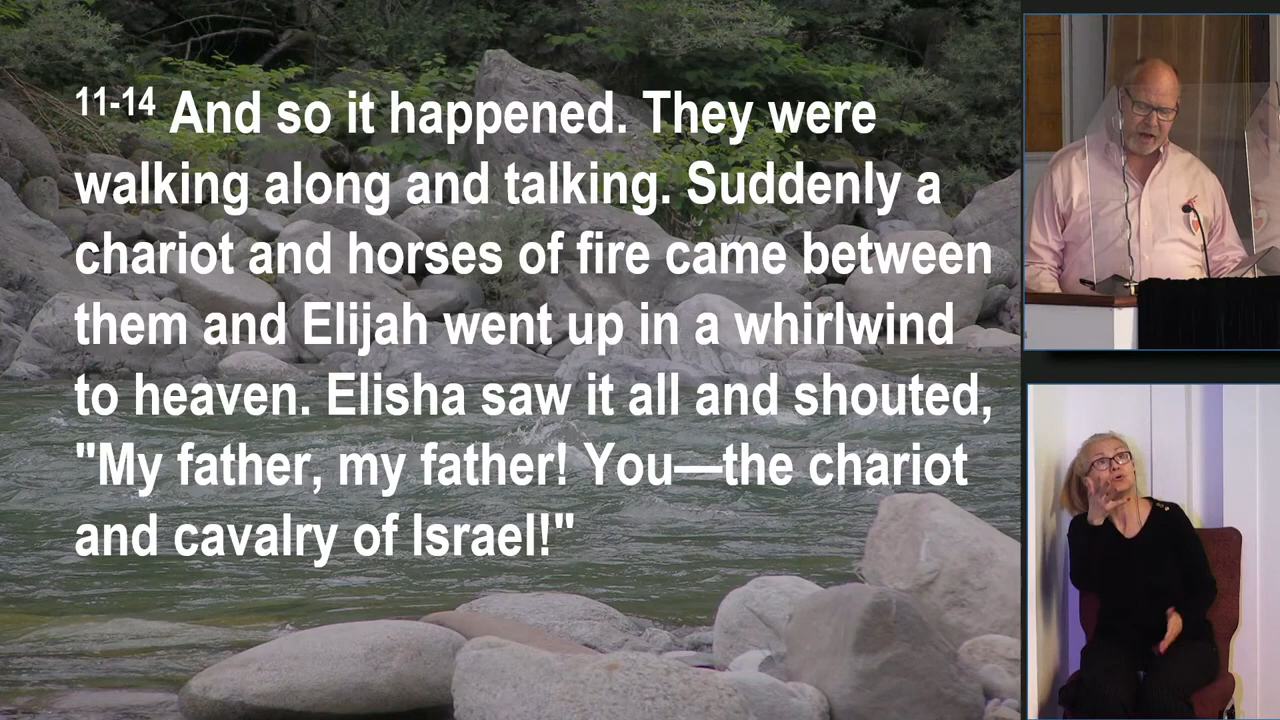 11-14 And so it happened. They were
walking along and talking. Suddenly a
chariot and horses of fire came between
them and Elijah went up in a whirlwind
to heaven. Elisha saw it all and shouted,
"My father, my father! You—the chariot
and cavalry of Israel!"